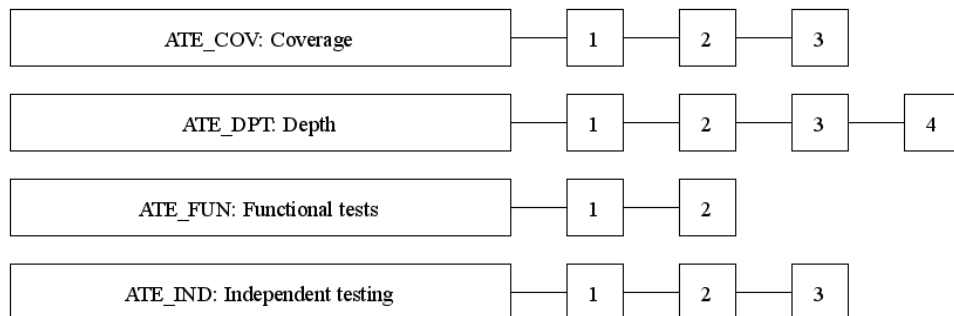 ATE_COV: Coverage 1 2 3
ATE_DPT: Depth 1 2 3 4
ATE_FUN: Functional tests 1 2
ATE_IND: Independent testing 1 2 3